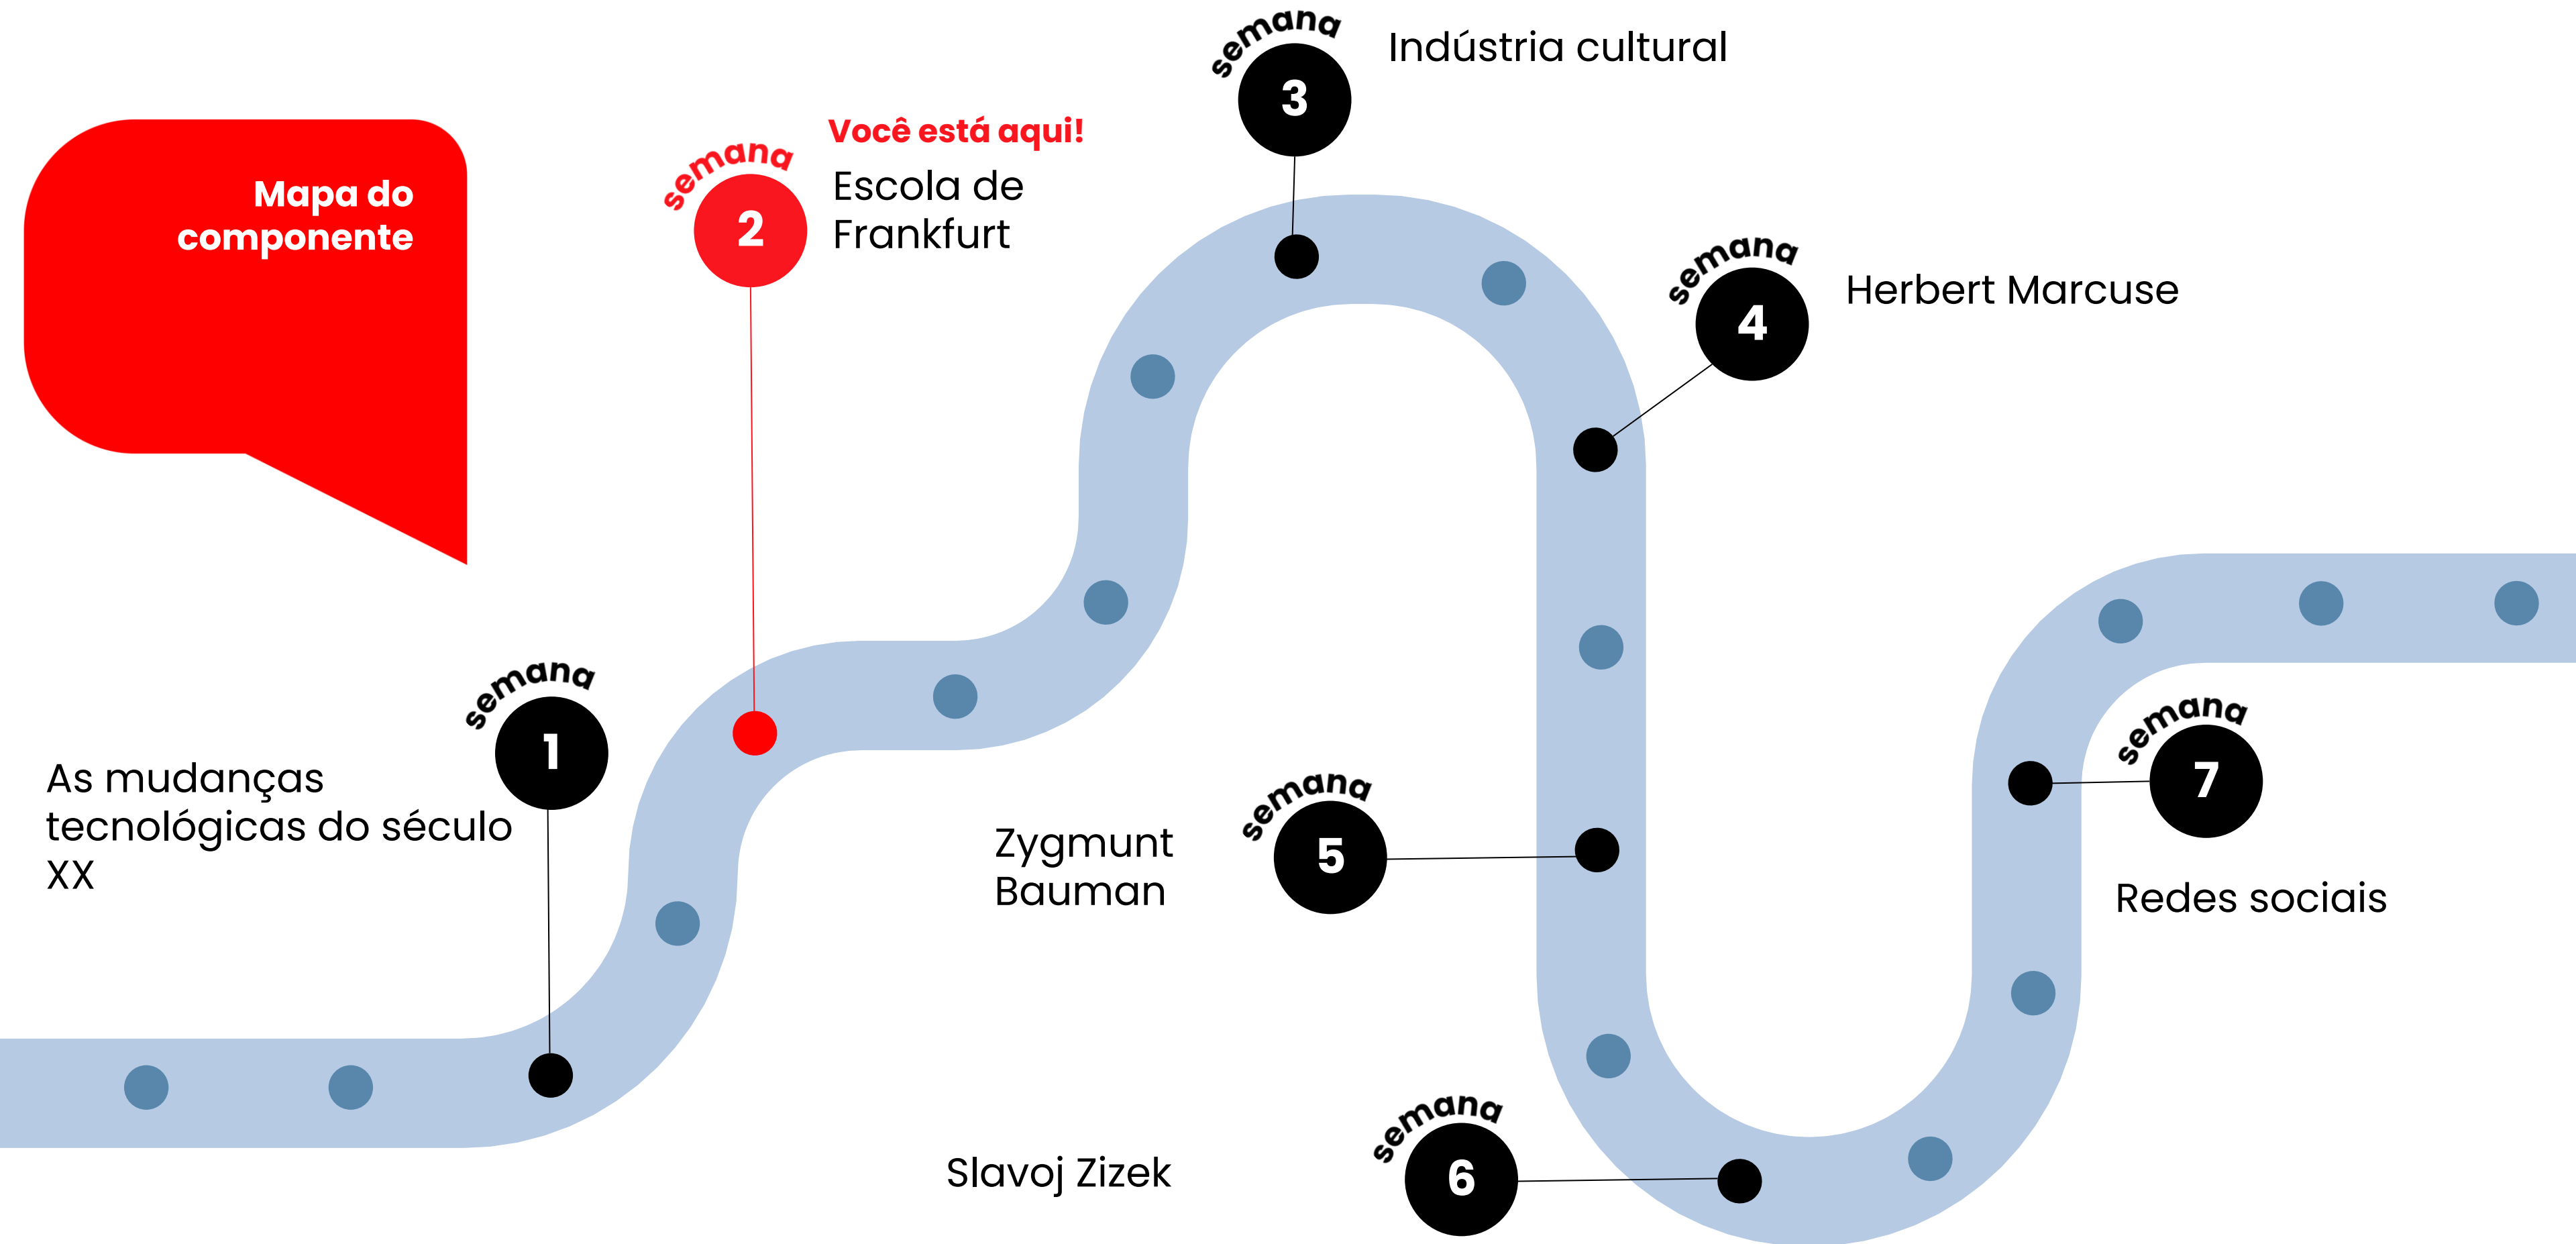 Mapa do
componente
semana
1
As mudanças
tecnológicas do século
XX
semana
2
Você está aqui!
Escola de
Frankfurt
semana
3
Indústria cultural
semana
4
Herbert Marcuse
semana
5
Zygmunt
Bauman
semana
6
Slavoj Zizek
semana
7
Redes sociais